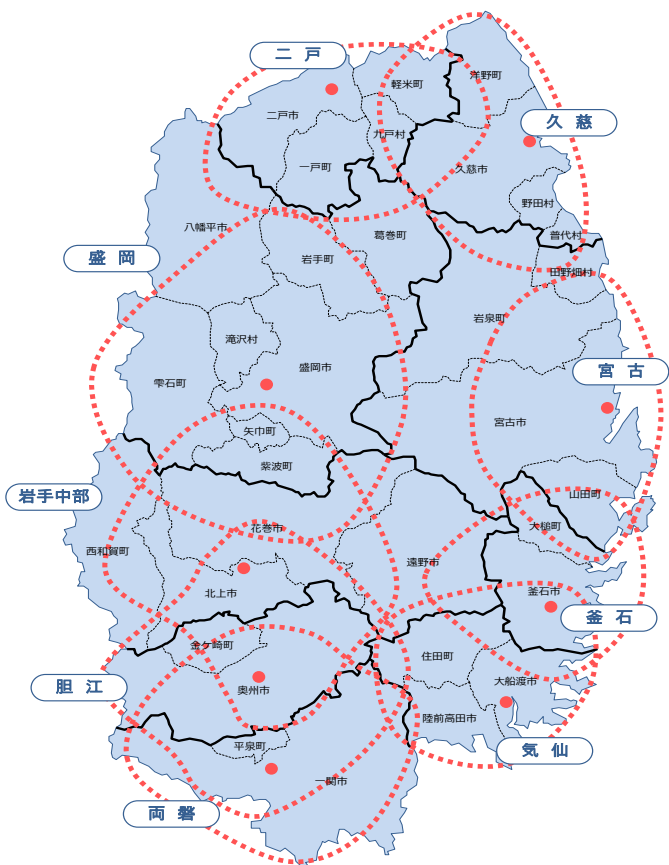 二戸
軽米町
洋野町
二戸市
久慈
九戸村
一戸町
久慈市
野田村
八幡平市
葛巻町
普代村
盛岡
岩手町
田野畑村
岩泉町
滝沢村
盛岡市
宮古
雫石町
宮古市
矢巾町
紫波町
岩手中部
山田町
花巻市
大槌町
西和賀町
遠野市
北上市
釜石市
釜石
金ケ崎町
住田町
胆江
奥州市
大船渡市
陸前高田市
平泉町
気仙
一関市
両磐